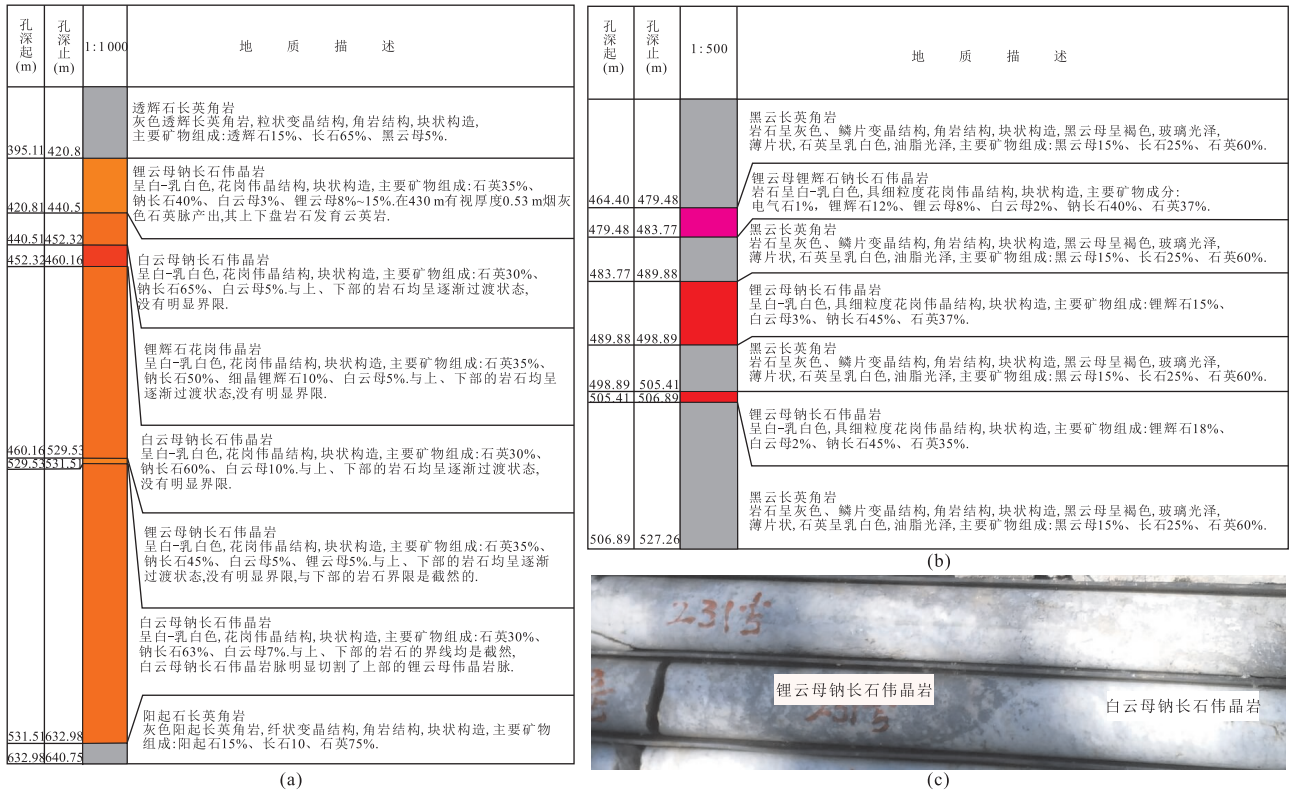 孔深起(m)
孔深止(m)
1:1000
地质描述
395.11
420.8
透辉石长英角岩
灰色透辉长英角岩,粒状变晶结构,角岩结构,块状构造,
主要矿物组成:透辉石15%、长石65%、黑云母5%.
420.81
440.5
锂云母钠长石伟晶岩
呈白-乳白色,花岗伟晶结构,块状构造,主要矿物组成:石英35%、
钠长石40%、白云母3%、锂云母8%~15%.在430 m有视厚度0.53 m烟灰
色石英脉产出,其上下盘岩石发育云英岩.
440.51
452.32
白云母钠长石伟晶岩
呈白-乳白色,花岗伟晶结构,块状构造,主要矿物组成:石英30%、
钠长石65%、白云母5%.与上、下部的岩石均呈逐渐过渡状态,
没有明显界限.
452.32
460.16
锂辉石花岗伟晶岩
呈白-乳白色,花岗伟晶结构,块状构造,主要矿物组成:石英35%、
钠长石50%、细晶锂辉石10%、白云母5%.与上、下部的岩石均呈
逐渐过渡状态,没有明显界限.
460.16
529.53
白云母钠长石伟晶岩
呈白-乳白色,花岗伟晶结构,块状构造,主要矿物组成:石英30%、
钠长石60%、白云母10%.与上、下部的岩石均呈逐渐过渡状态,
没有明显界限.
529.53
531.51
锂云母钠长石伟晶岩
呈白-乳白色,花岗伟晶结构,块状构造,主要矿物组成:石英35%、
钠长石45%、白云母5%、锂云母5%.与上、下部的岩石均呈逐渐
过渡状态,没有明显界限,与下部的岩石界限是截然的.
531.51
632.98
白云母钠长石伟晶岩
呈白-乳白色,花岗伟晶结构,块状构造,主要矿物组成:石英30%、
钠长石63%、白云母7%.与上、下部的岩石的界线均是截然,
白云母钠长石伟晶岩脉明显切割了上部的锂云母伟晶岩脉.
632.98
640.75
阳起石长英角岩
灰色阳起长英角岩,纤状变晶结构,角岩结构,块状构造,主要矿物
组成:阳起石15%、长石10、石英75%.
(a)
孔深起(m)
孔深止(m)
1:500
地质描述
464.40
479.48
黑云长英角岩
岩石呈灰色、鳞片变晶结构,角岩结构,块状构造,黑云母呈褐色,玻璃光泽,
薄片状,石英呈乳白色,油脂光泽,主要矿物组成:黑云母15%、长石25%、石英60%.
479.48
483.77
锂云母锂辉石钠长石伟晶岩
岩石呈白-乳白色,具细粒度花岗伟晶结构,块状构造,主要矿物成分:
电气石1%, 锂辉石12%、锂云母8%、白云母2%、钠长石40%、石英37%.
483.77
489.88
黑云长英角岩
岩石呈灰色、鳞片变晶结构,角岩结构,块状构造,黑云母呈褐色,玻璃光泽,
薄片状,石英呈乳白色,油脂光泽,主要矿物组成:黑云母15%、长石25%、石英60%.
489.88
498.89
锂云母钠长石伟晶岩
呈白-乳白色,具细粒度花岗伟晶结构,块状构造,主要矿物组成:锂辉石15%、
白云母3%、钠长石45%、石英37%.
498.89
505.41
黑云长英角岩
岩石呈灰色、鳞片变晶结构,角岩结构,块状构造,黑云母呈褐色,玻璃光泽,
薄片状,石英呈乳白色,油脂光泽,主要矿物组成:黑云母15%、长石25%、石英60%.
505.41
506.89
锂云母钠长石伟晶岩
呈白-乳白色,具细粒度花岗伟晶结构,块状构造,主要矿物组成:锂辉石18%、
白云母2%、钠长石45%、石英35%.
506.89
527.26
黑云长英角岩
岩石呈灰色、鳞片变晶结构,角岩结构,块状构造,黑云母呈褐色,玻璃光泽,
薄片状,石英呈乳白色,油脂光泽,主要矿物组成:黑云母15%、长石25%、石英60%.
(b)
锂云母钠长石伟晶岩
白云母钠长石伟晶岩
(c)